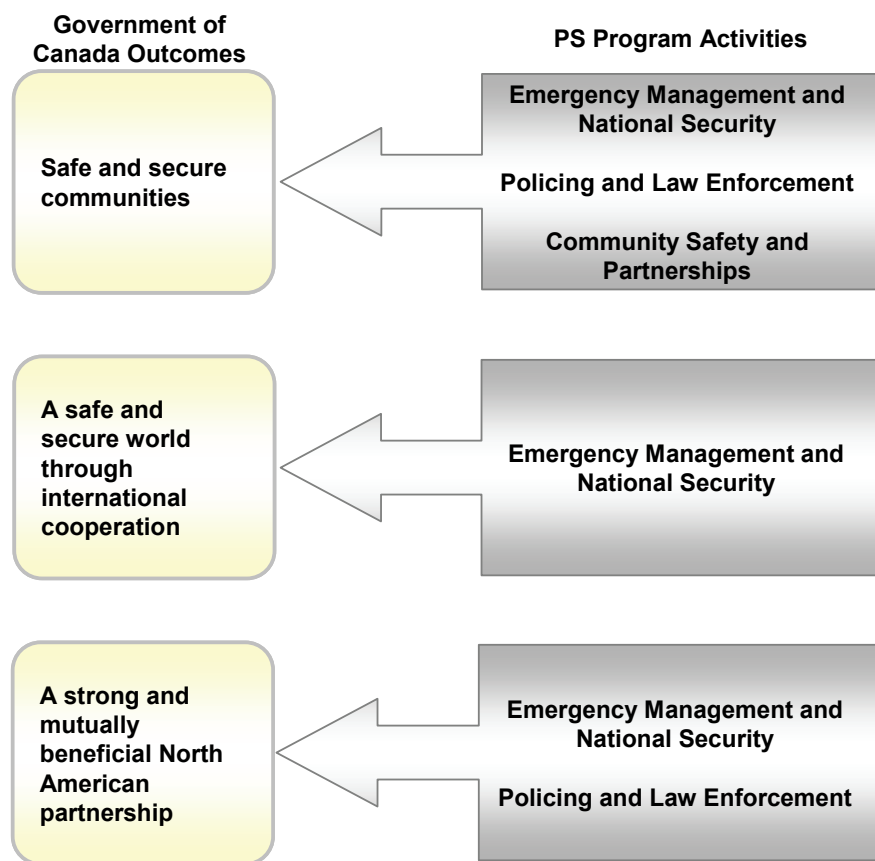 Government of
Canada Outcomes
PS Program Activities
Safe and secure
communities
Emergency Management and
National Security
Policing and Law Enforcement
Community Safety and
Partnerships
A safe and
secure world
through
international
cooperation
Emergency Management and
National Security
A strong and
mutually
beneficial North
American
partnership
Emergency Management and
National Security
Policing and Law Enforcement